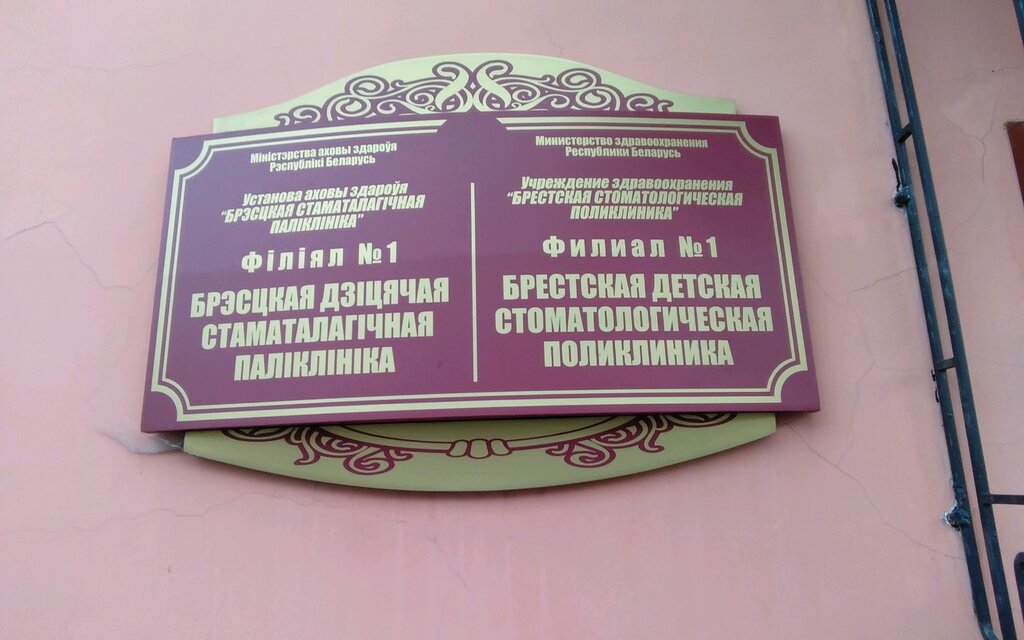 Міністэрства аховы здароўя
Рэспублікі Беларусь
Установа аховы здароўя
“БРЭСЦКАЯ СТАМАТАЛАГІЧНАЯ
ПАЛІКЛІНІКА”
Філіял №1
БРЭСЦКАЯ ДЗІЦЯЧАЯ
СТАМАТАЛАГІЧНАЯ
ПАЛІКЛІНІКА
Министерство здравоохранения
Республики Беларусь
Учреждение здравоохранения
“БРЕСТСКАЯ СТОМАТОЛОГИЧЕСКАЯ
ПОЛИКЛИНИКА”
Филиал №1
БРЕСТСКАЯ ДЕТСКАЯ
СТОМАТОЛОГИЧЕСКАЯ
ПОЛИКЛИНИКА